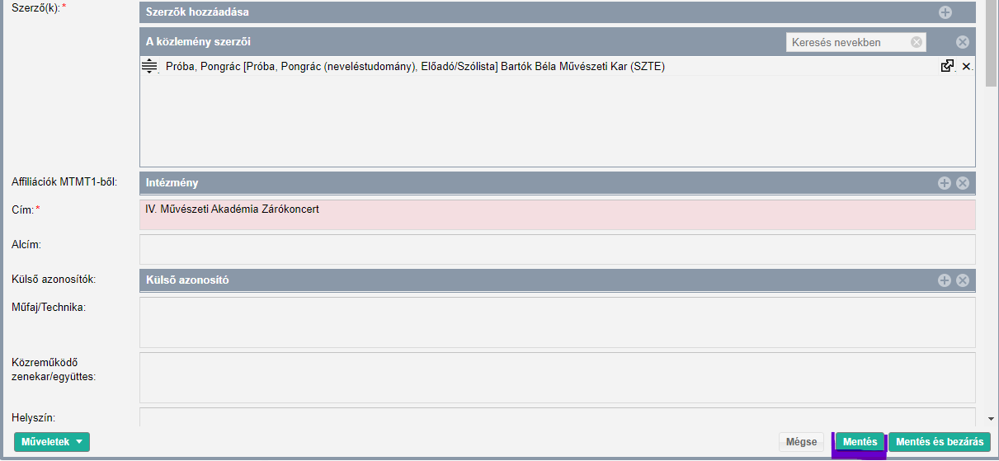 Szerző(k): *
Szerzők hozzáadása
A közlemény szerzői
Keresés nevekben
Próba, Pongrác [Próba, Pongrác (neveléstudomány), Előadó/Szólista] Bartók Béla Művészeti Kar (SZTE)
Affiliációk MTMT1-ből:
Intézmény
Cím: *
IV. Művészeti Akadémia Zárókoncert
Alcím:
Külső azonosítók:
Külső azonosító
Műfaj/Technika:
Közreműködő
zenekar/együttes:
Helyszín:
Műveletek
Mégse
Mentés
Mentés és bezárás